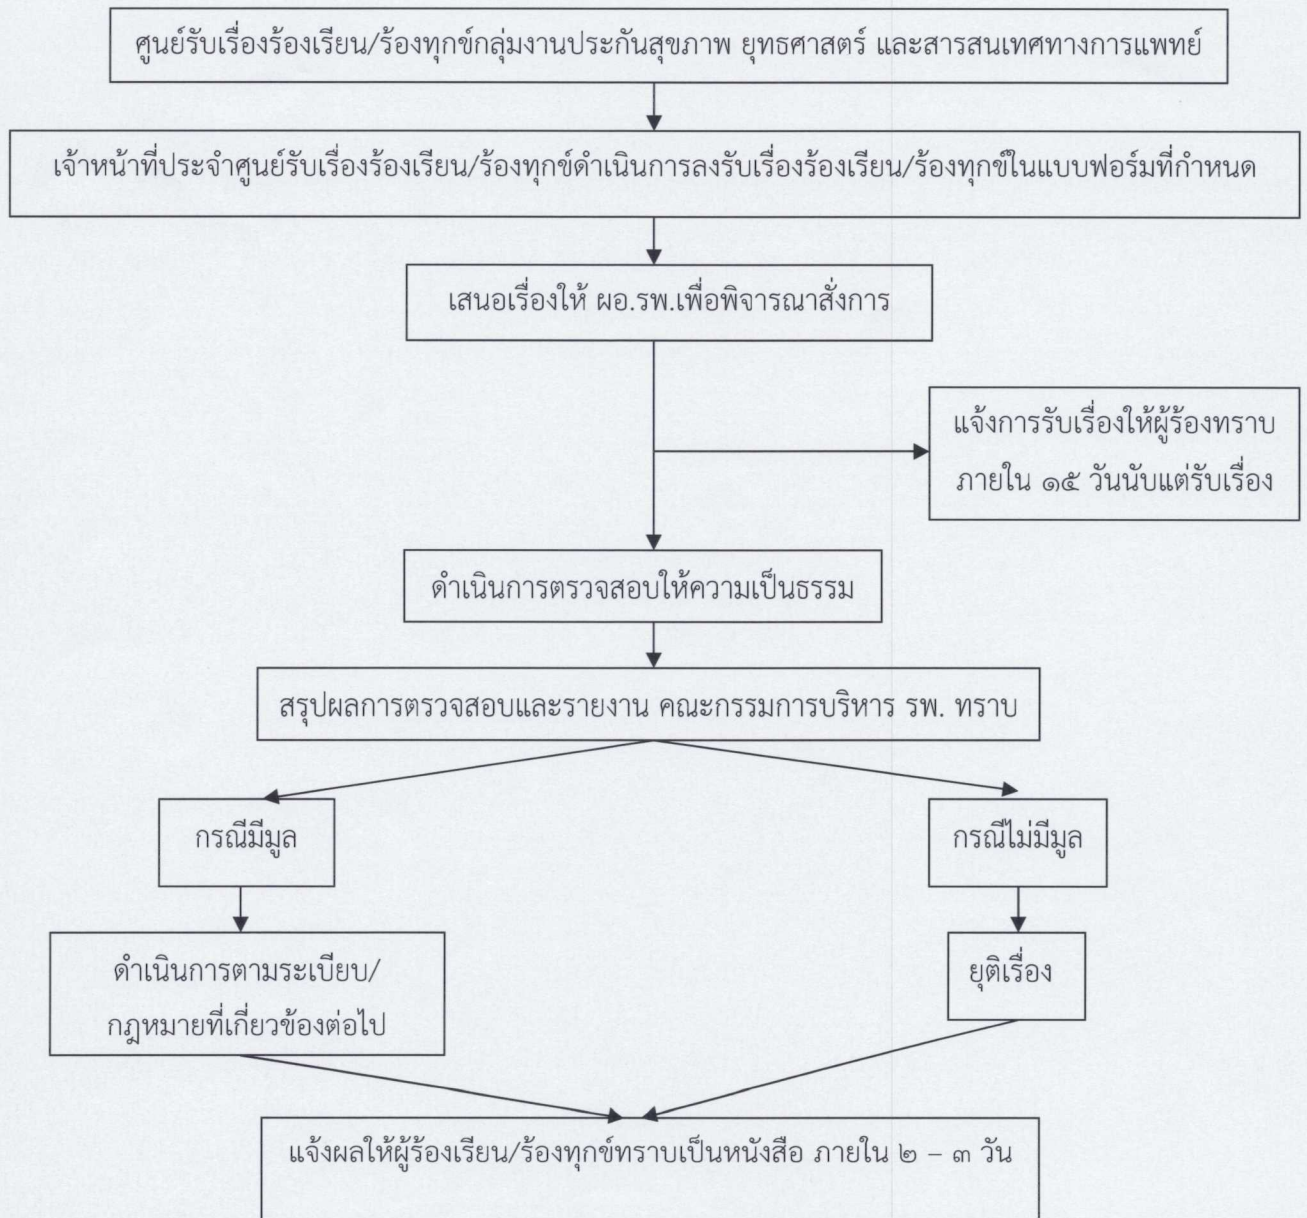 ศูนย์รับเรื่องร้องเรียน/ร้องทุกข์กลุ่มงานประกันสุขภาพ ยุทธศาสตร์ และสารสนเทศทางการแพทย์
เจ้าหน้าที่ประจำศูนย์รับเรื่องร้องเรียน/ร้องทุกข์ดำเนินการลงรับเรื่องร้องเรียน/ร้องทุกข์ในแบบฟอร์มที่กำหนด
เสนอเรื่องให้ ผอ.รพ.เพื่อพิจารณาสั่งการ
แจ้งการรับเรื่องให้ผู้ร้องทราบ
ภายใน ๑๕ วันนับแต่รับเรื่อง
ดำเนินการตรวจสอบให้ความเป็นธรรม
สรุปผลการตรวจสอบและรายงาน คณะกรรมการบริหาร รพ. ทราบ
กรณีมีมูล
กรณีไม่มีมูล
ดำเนินการตามระเบียบ/
กฎหมายที่เกี่ยวข้องต่อไป
ยุติเรื่อง
แจ้งผลให้ผู้ร้องเรียน/ร้องทุกข์ทราบเป็นหนังสือ ภายใน ๒ – ๓ วัน